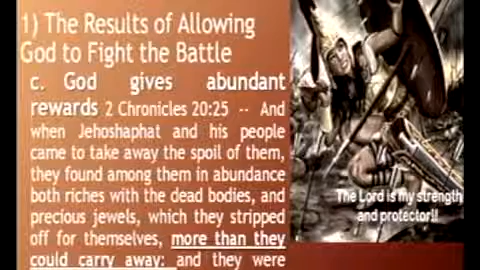 1) The Results of Allowing
God to Fight the Battle
c. God gives abundant
rewards 2 Chronicles 20:25 -- And
when Jehoshaphat and his people
came to take away the spoil of them,
they found among them in abundance
both riches with the dead bodies, and
precious jewels, which they stripped
off for themselves, more than they
could carry away: and they were
The Lord is my strength
and protector!!